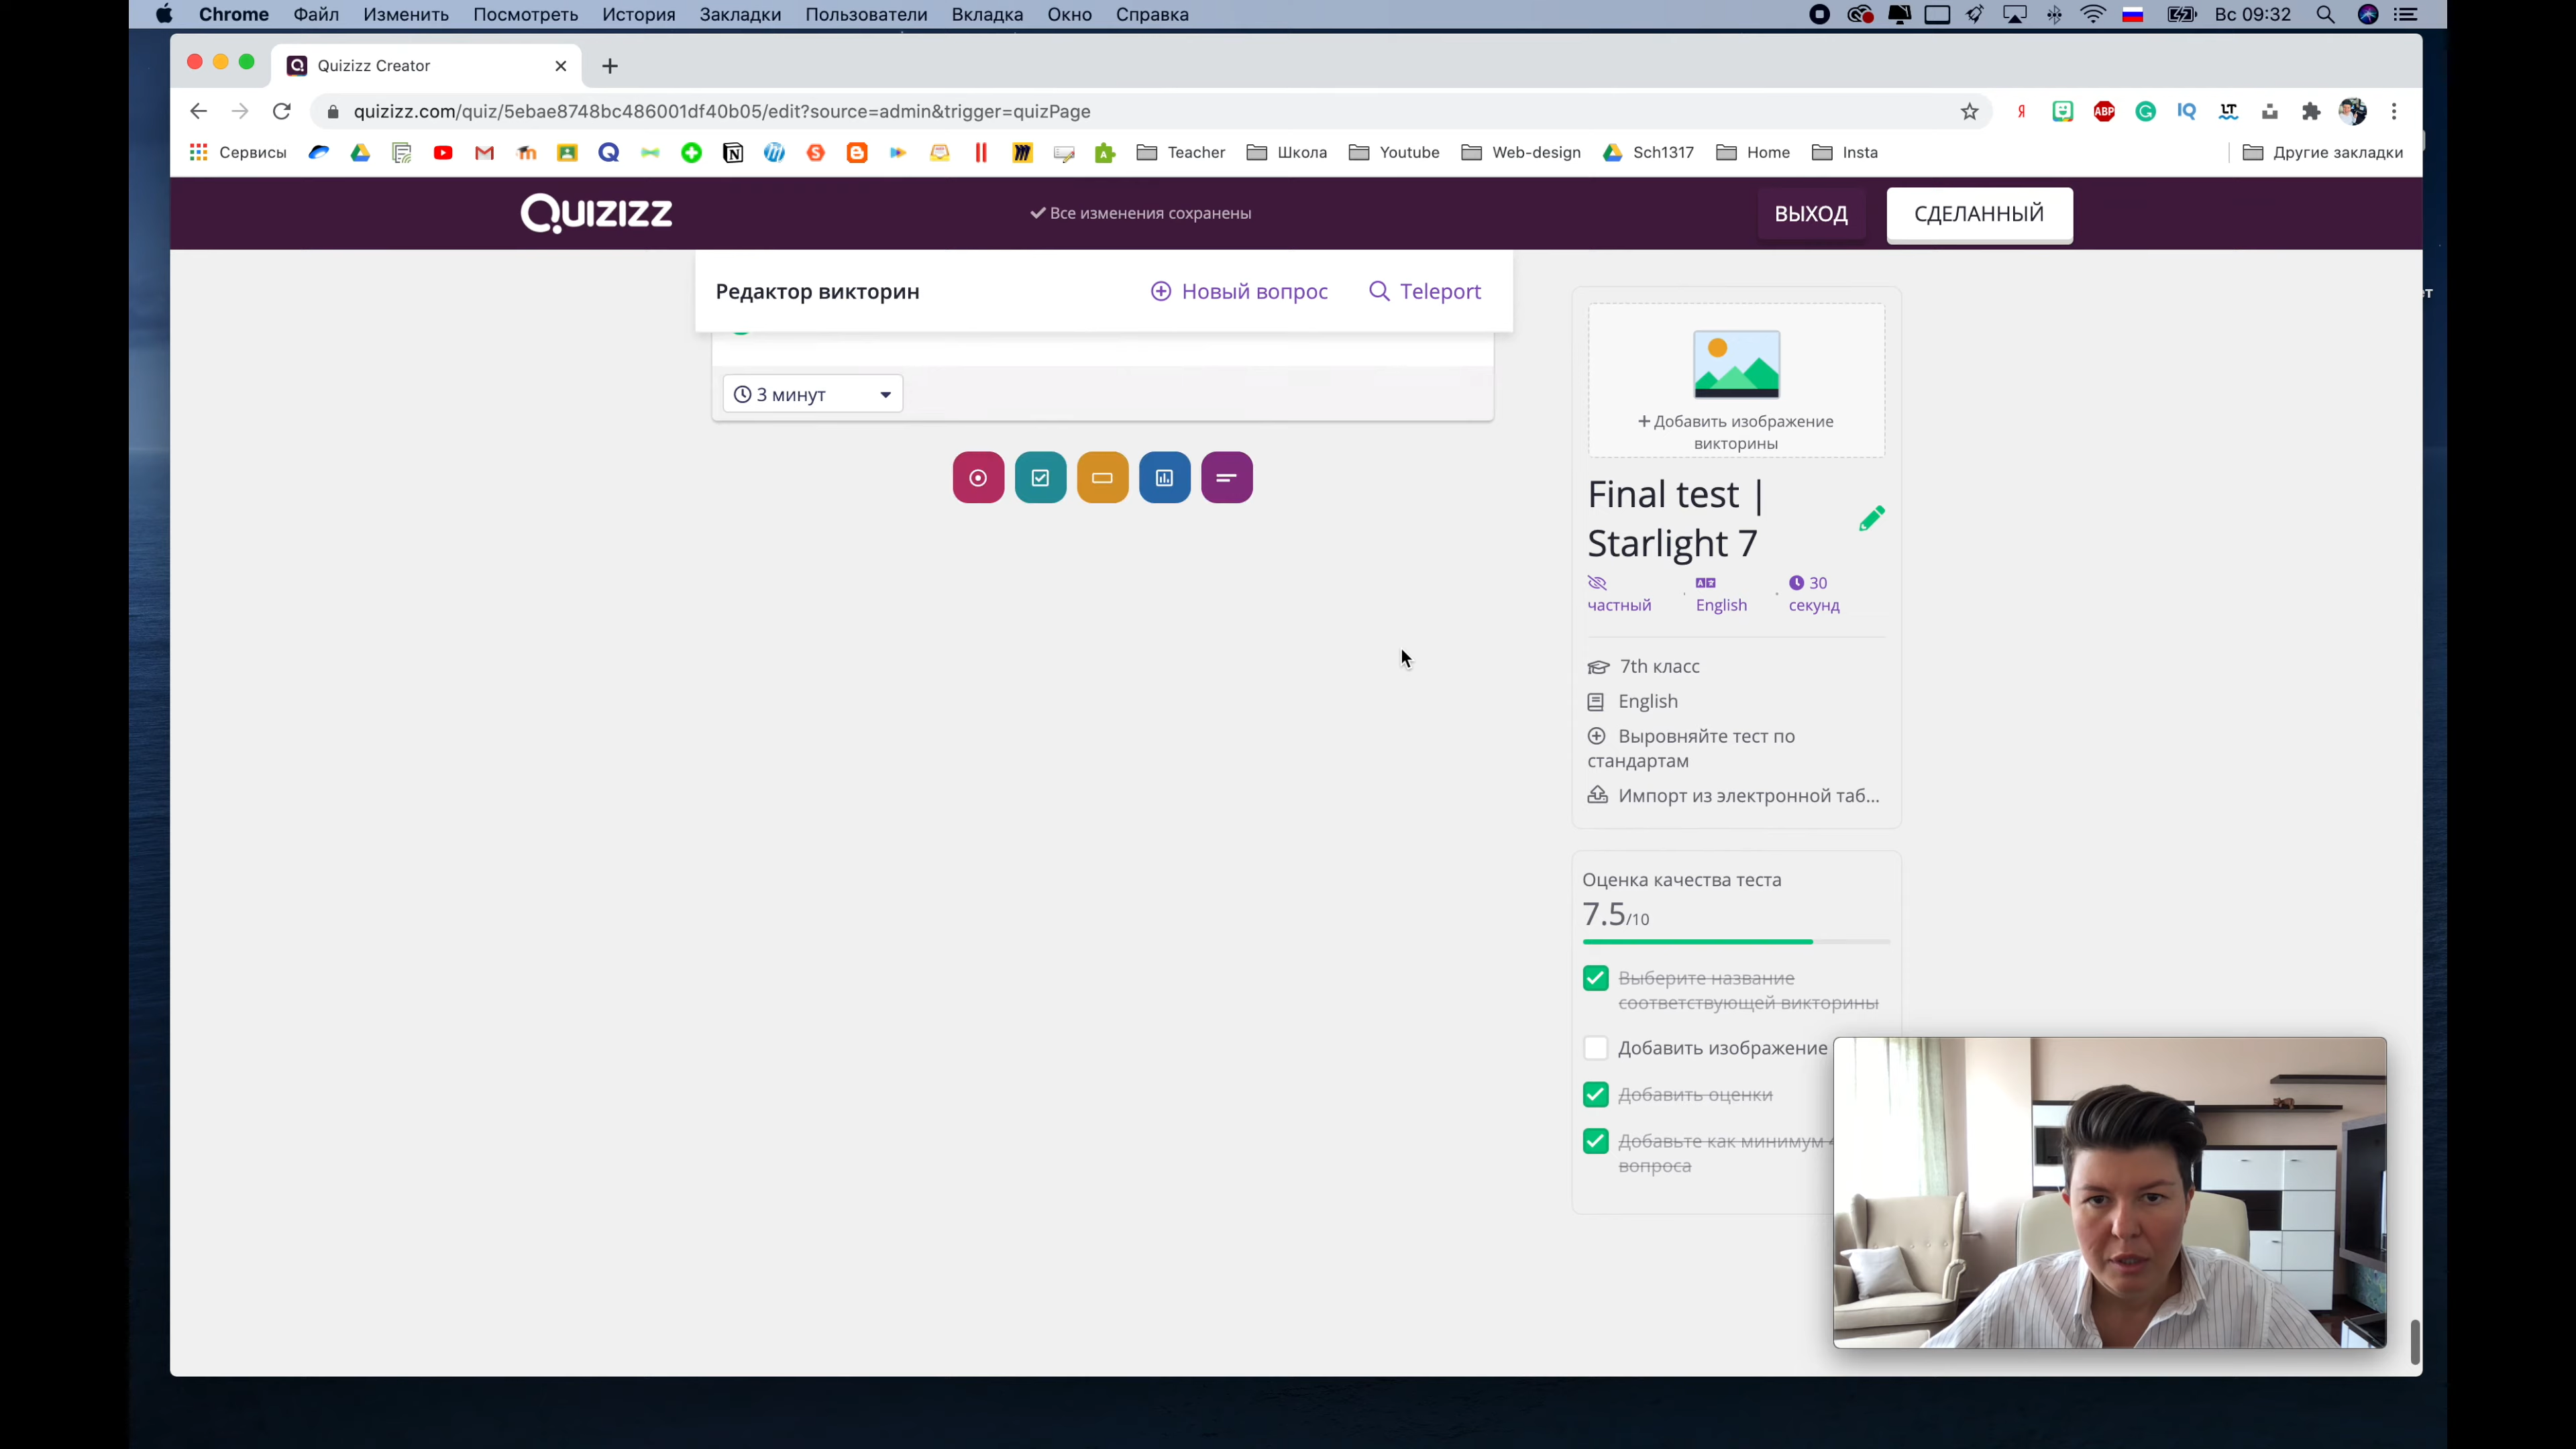 Chrome Файл Изменить Посмотреть История Закладки Пользователи Вкладка Окно Справка Вс 09:32
Quizizz Creator
quizizz.com/quiz/5ebae8748bc486001df40b05/edit?source=admin&trigger=quizPage
Сервисы Teacher Школа Youtube Web-design Sch1317 Home Insta Другие закладки
Quizizz Все изменения сохранены ВЫХОД СДЕЛАННЫЙ
Редактор викторин Новый вопрос Teleport
3 минут
+ Добавить изображение
викторины
Final test |
Starlight 7
частный English 30
секунд
7th класс
English
Выровняйте тест по
стандартам
Импорт из электронной таб...
Оценка качества теста
7.5/10
Выберите название
соответствующей викторины
Добавить изображение
Добавить оценки
Добавьте как минимум
вопроса